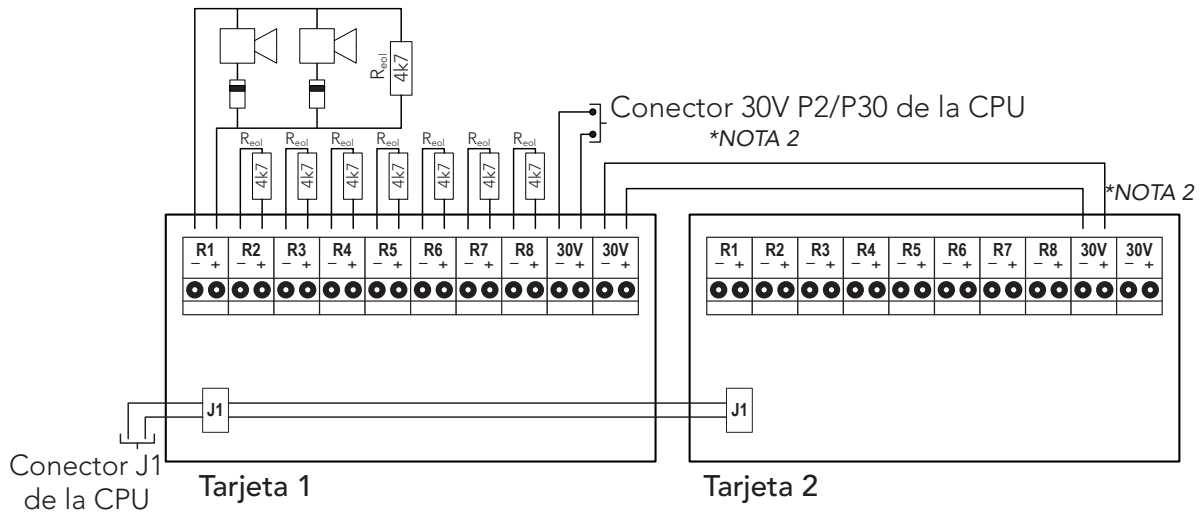 Reol
4k7
Conector 30V P2/P30 de la CPU
*NOTA 2
Reol Reol Reol Reol Reol Reol Reol
4k7 4k7 4k7 4k7 4k7 4k7 4k7
*NOTA 2
R1 R2 R3 R4 R5 R6 R7 R8 30V 30V
− + − + − + − + − + − + − + − + − + − +
R1 R2 R3 R4 R5 R6 R7 R8 30V 30V
− + − + − + − + − + − + − + − + − + − +
J1
J1
Conector J1
de la CPU
Tarjeta 1
Tarjeta 2